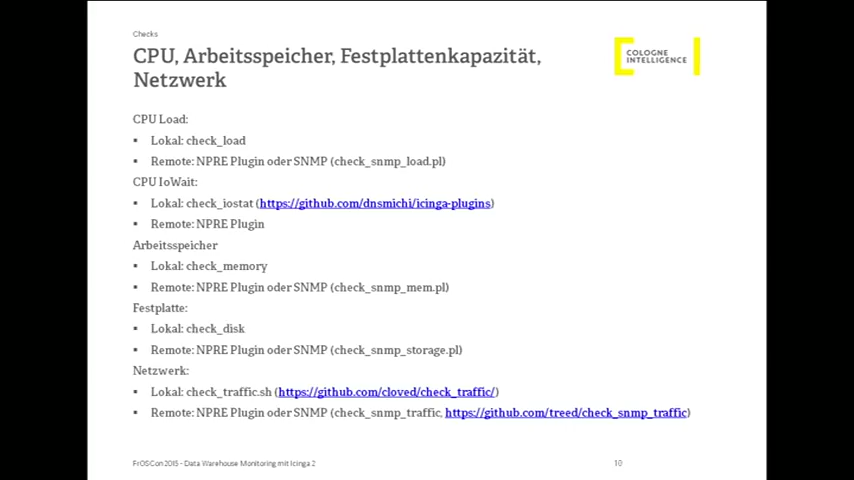 Checks
CPU, Arbeitsspeicher, Festplattenkapazität,
Netzwerk
COLOGNE
INTELLIGENCE
CPU Load:
▪ Lokal: check_load
▪ Remote: NPRE Plugin oder SNMP (check_snmp_load.pl)
CPU IoWait:
▪ Lokal: check_iostat (https://github.com/dnsmichi/icinga-plugins)
▪ Remote: NPRE Plugin
Arbeitsspeicher
▪ Lokal: check_memory
▪ Remote: NPRE Plugin oder SNMP (check_snmp_mem.pl)
Festplatte:
▪ Lokal: check_disk
▪ Remote: NPRE Plugin oder SNMP (check_snmp_storage.pl)
Netzwerk:
▪ Lokal: check_traffic.sh (https://github.com/cloved/check_traffic/)
▪ Remote: NPRE Plugin oder SNMP (check_snmp_traffic, https://github.com/treed/check_snmp_traffic)
FrOSCon 2015 - Data Warehouse Monitoring mit Icinga 2
10